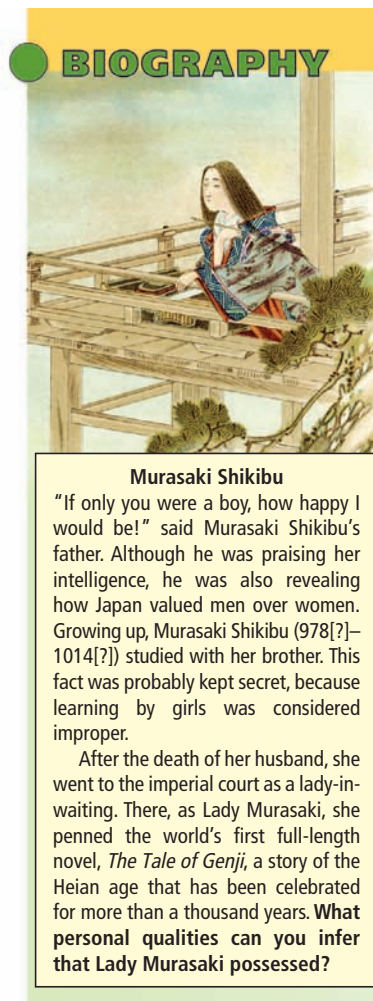 BIOGRAPHY
Murasaki Shikibu
"If only you were a boy, how happy I
would be!" said Murasaki Shikibu's
father. Although he was praising her
intelligence, he was also revealing
how Japan valued men over women.
Growing up, Murasaki Shikibu (978[?]–
1014[?]) studied with her brother. This
fact was probably kept secret, because
learning by girls was considered
improper.
After the death of her husband, she
went to the imperial court as a lady-in-
waiting. There, as Lady Murasaki, she
penned the world's first full-length
novel, The Tale of Genji, a story of the
Heian age that has been celebrated
for more than a thousand years. What
personal qualities can you infer
that Lady Murasaki possessed?